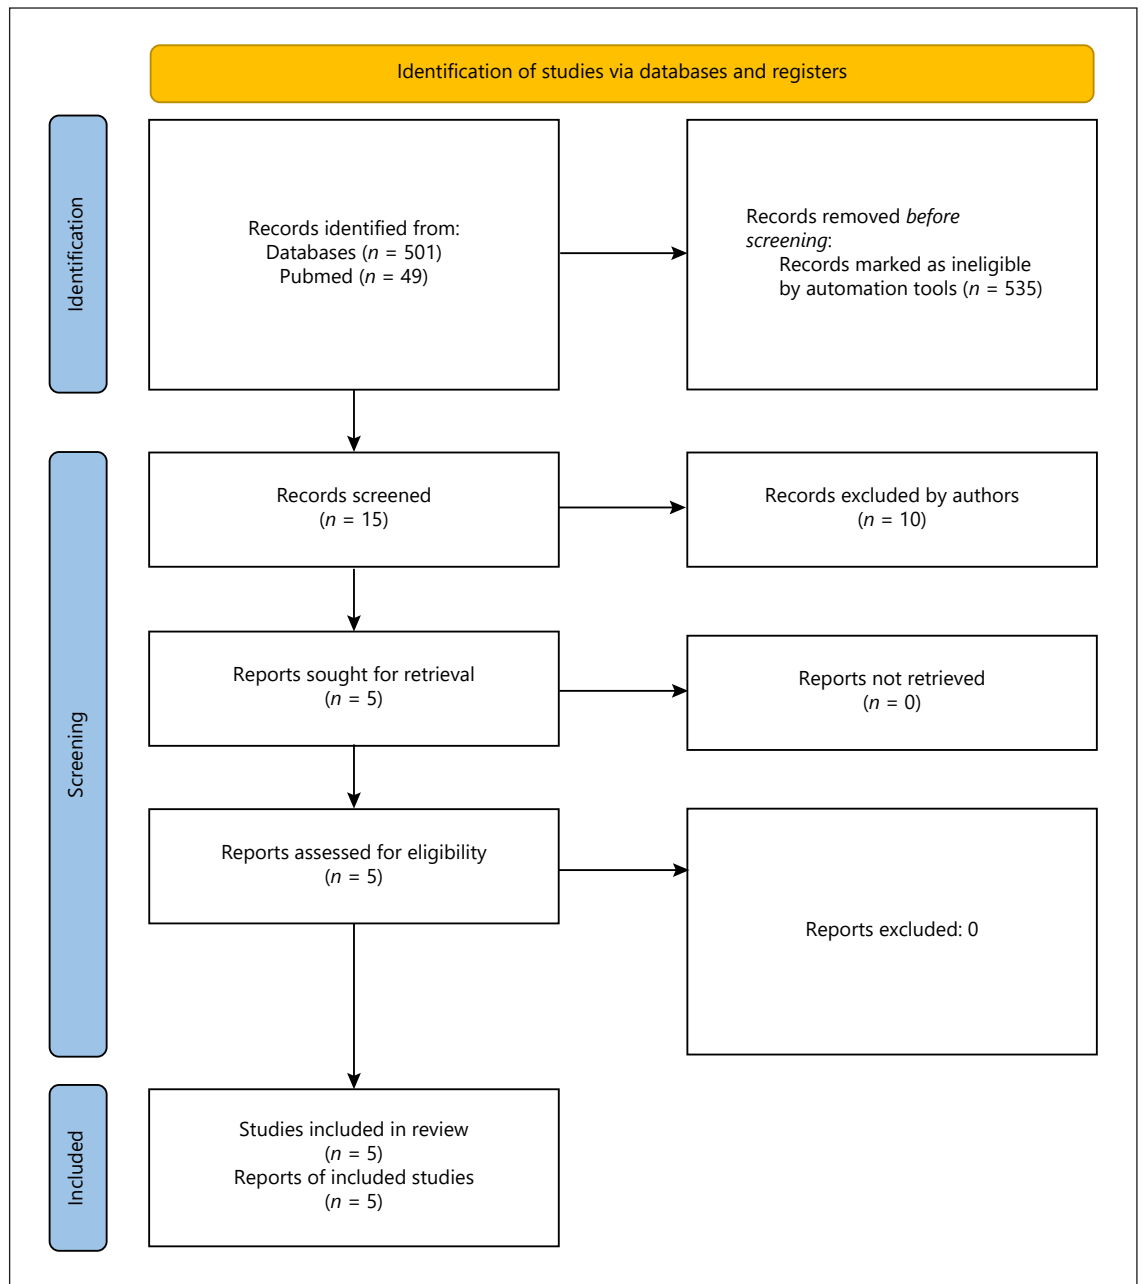 Identification of studies via databases and registers
Identification
Records identified from:
Databases (n = 501)
Pubmed (n = 49)
Records removed before
screening:
Records marked as ineligible
by automation tools (n = 535)
Screening
Records screened
(n = 15)
Records excluded by authors
(n = 10)
Reports sought for retrieval
(n = 5)
Reports not retrieved
(n = 0)
Reports assessed for eligibility
(n = 5)
Reports excluded: 0
Included
Studies included in review
(n = 5)
Reports of included studies
(n = 5)